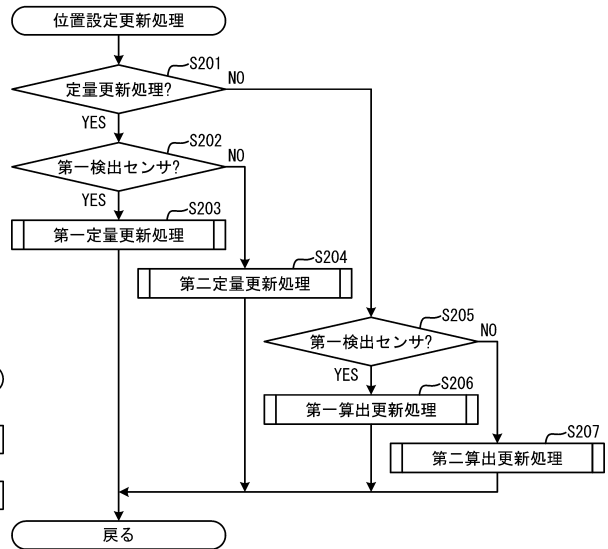 位置設定更新処理
S201
定量更新処理?
NO
YES
S202
第一検出センサ?
NO
YES
S203
第一定量更新処理
S204
第二定量更新処理
S205
第一検出センサ?
NO
YES
S206
第一算出更新処理
S207
第二算出更新処理
戻る